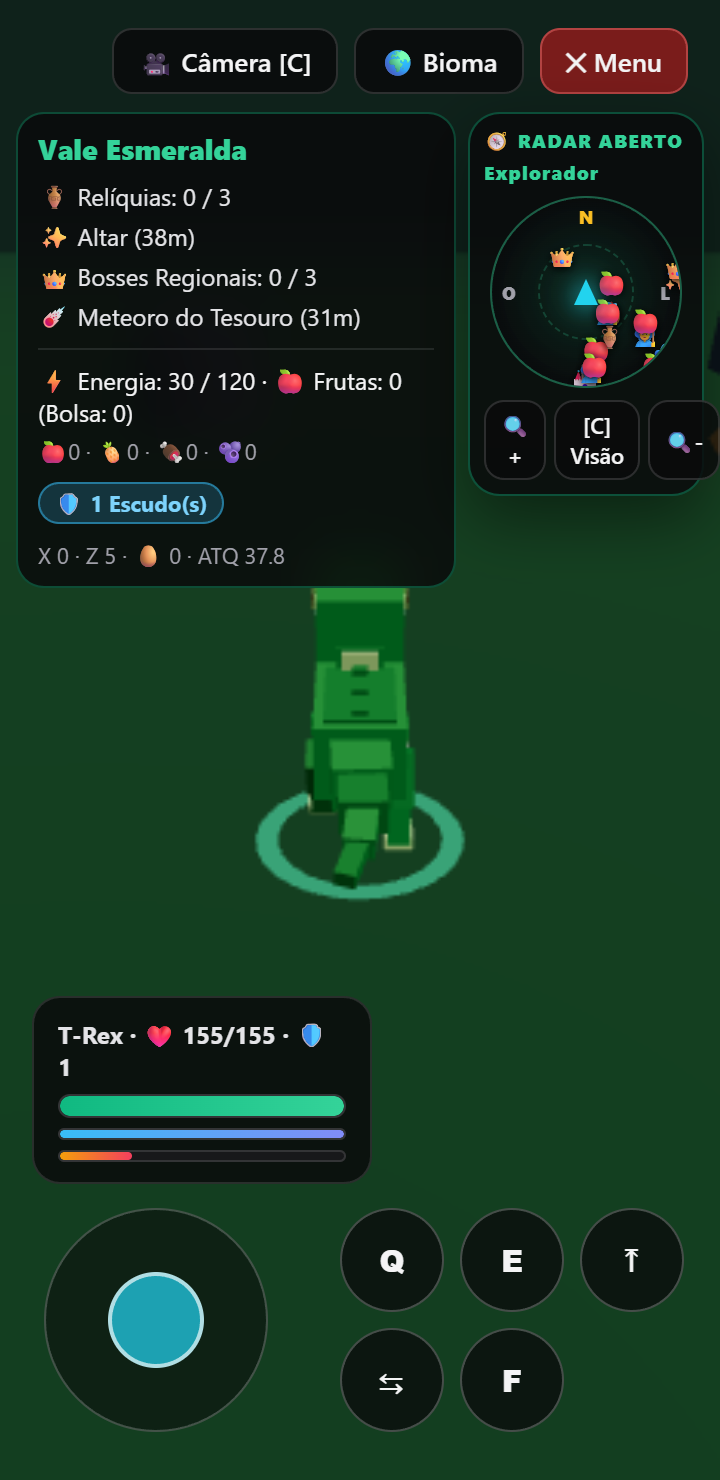 Câmera [C]
Bioma
Menu
Vale Esmeralda
Relíquias: 0 / 3
Altar (38m)
Bosses Regionais: 0 / 3
Meteoro do Tesouro (31m)
Energia: 30 / 120 · Frutas: 0
(Bolsa: 0)
0 · 0 · 0 · 0
1 Escudo(s)
X 0 · Z 5 · 0 · ATQ 37.8
RADAR ABERTO
Explorador
N
O
L
+
[C]
Visão
-
T-Rex · 155/155 ·
1
Q
E
⤒
⇆
F